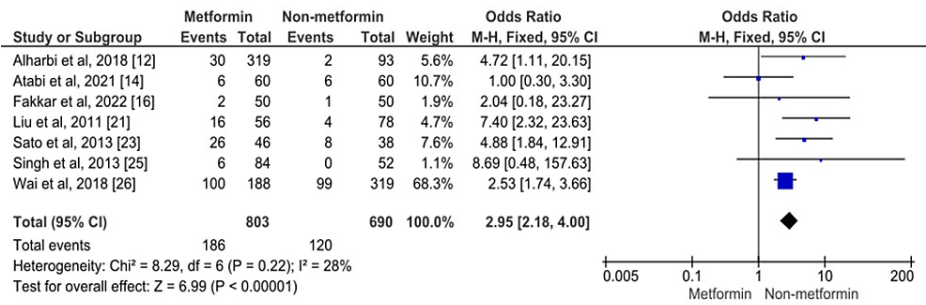 Metformin Non-metformin Odds Ratio Odds Ratio
Study or Subgroup Events Total Events Total Weight M-H, Fixed, 95% CI M-H, Fixed, 95% CI
Alharbi et al, 2018 [12] 30 319 2 93 5.6% 4.72 [1.11, 20.15]
Atabi et al, 2021 [14] 6 60 6 60 10.7% 1.00 [0.30, 3.30]
Fakkar et al, 2022 [16] 2 50 1 50 1.9% 2.04 [0.18, 23.27]
Liu et al, 2011 [21] 16 56 4 78 4.7% 7.40 [2.32, 23.63]
Sato et al, 2013 [23] 26 46 8 38 7.6% 4.88 [1.84, 12.91]
Singh et al, 2013 [25] 6 84 0 52 1.1% 8.69 [0.48, 157.63]
Wai et al, 2018 [26] 100 188 99 319 68.3% 2.53 [1.74, 3.66]
Total (95% CI) 803 690 100.0% 2.95 [2.18, 4.00]
Total events 186 120
Heterogeneity: Chi² = 8.29, df = 6 (P = 0.22); I² = 28%
Test for overall effect: Z = 6.99 (P < 0.00001)
0.005 0.1 1 10 200
Metformin Non-metformin